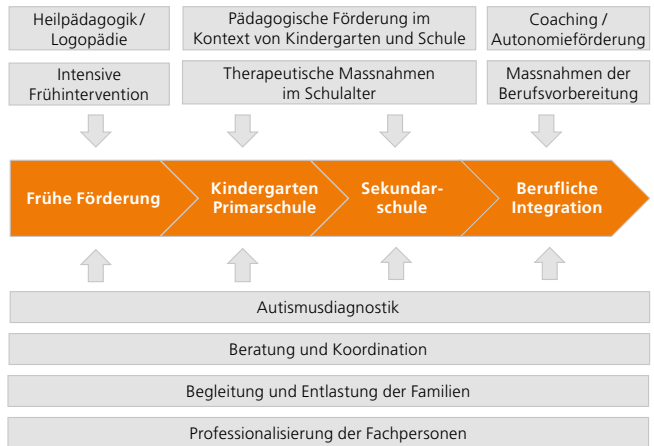 Heilpädagogik/
Logopädie
Pädagogische Förderung im
Kontext von Kindergarten und Schule
Coaching /
Autonomieförderung
Intensive
Frühintervention
Therapeutische Massnahmen
im Schulalter
Massnahmen der
Berufsvorbereitung
Frühe Förderung
Kindergarten
Primarschule
Sekundar-
schule
Berufliche
Integration
Autismusdiagnostik
Beratung und Koordination
Begleitung und Entlastung der Familien
Professionalisierung der Fachpersonen